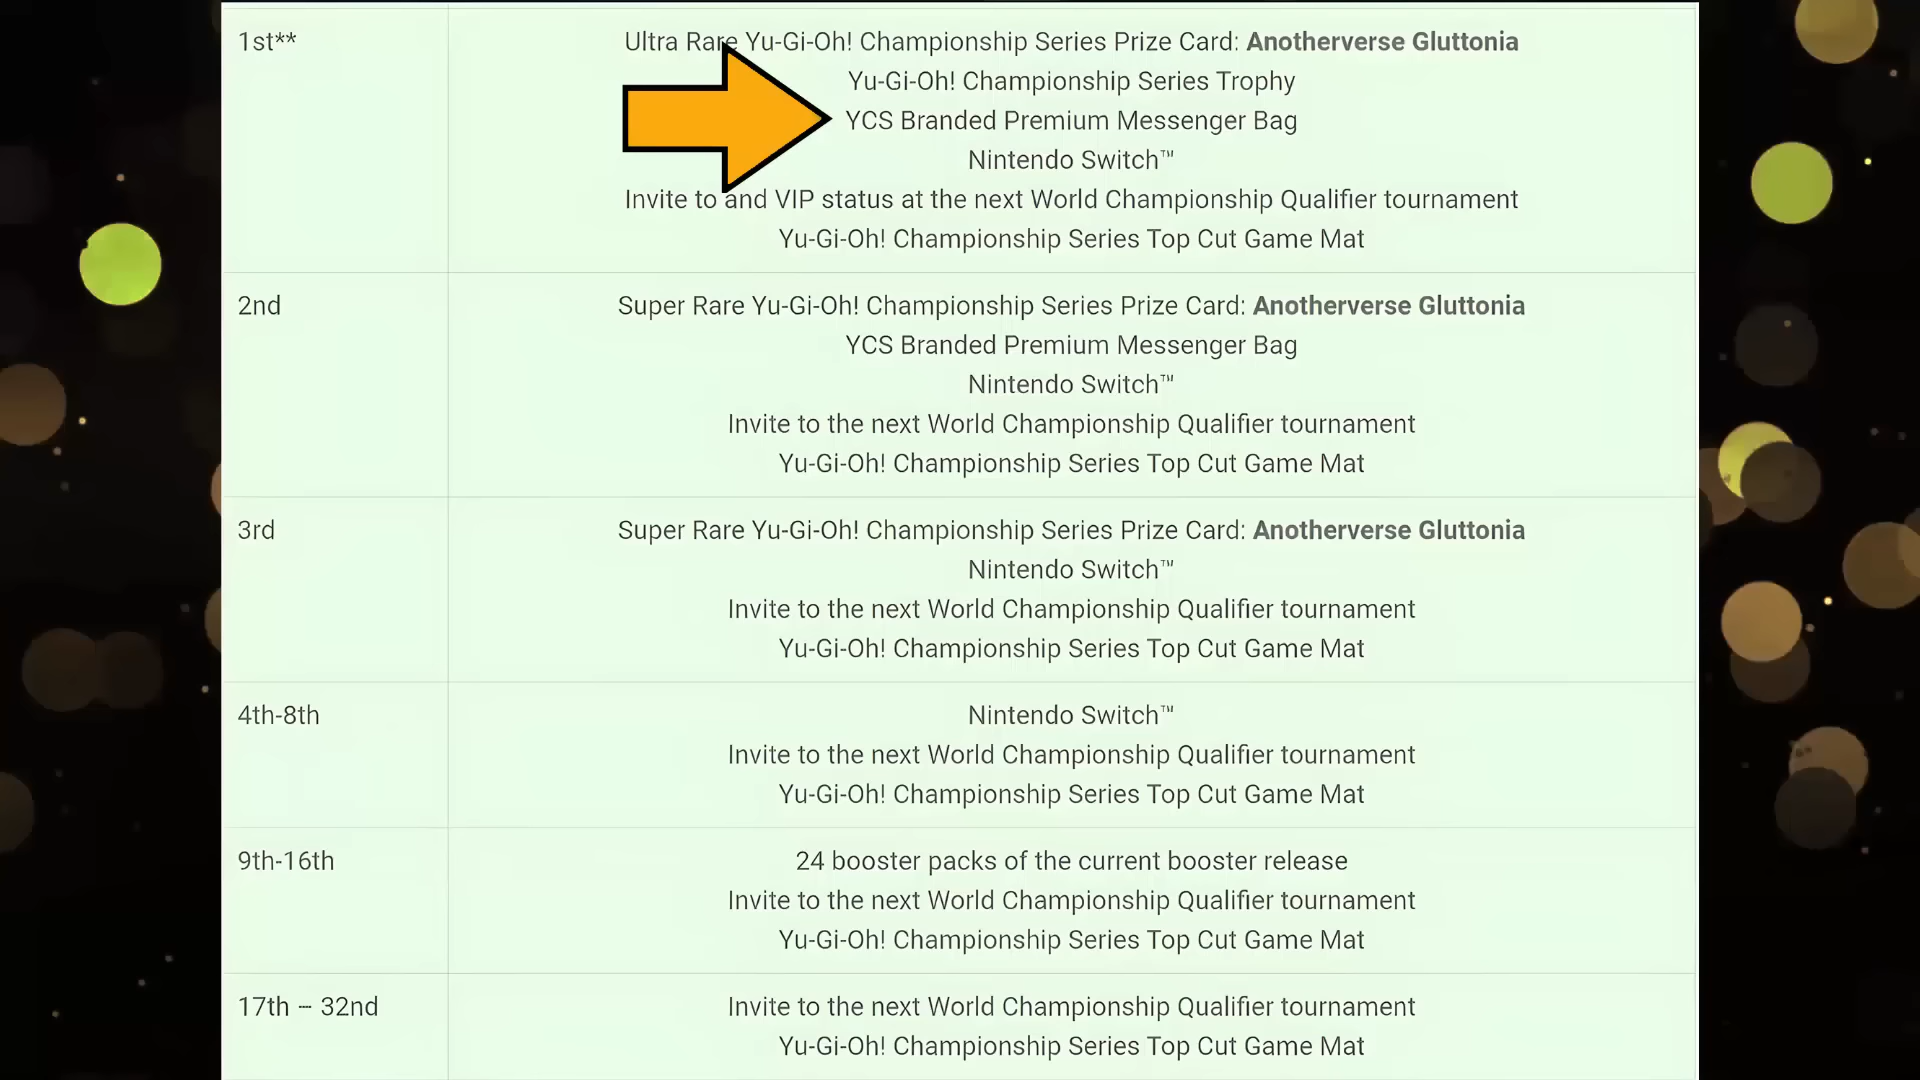 1st**
Ultra Rare Yu-Gi-Oh! Championship Series Prize Card: Anotherverse Gluttonia
Yu-Gi-Oh! Championship Series Trophy
YCS Branded Premium Messenger Bag
Nintendo Switch™
Invite to and VIP status at the next World Championship Qualifier tournament
Yu-Gi-Oh! Championship Series Top Cut Game Mat
2nd
Super Rare Yu-Gi-Oh! Championship Series Prize Card: Anotherverse Gluttonia
YCS Branded Premium Messenger Bag
Nintendo Switch™
Invite to the next World Championship Qualifier tournament
Yu-Gi-Oh! Championship Series Top Cut Game Mat
3rd
Super Rare Yu-Gi-Oh! Championship Series Prize Card: Anotherverse Gluttonia
Nintendo Switch™
Invite to the next World Championship Qualifier tournament
Yu-Gi-Oh! Championship Series Top Cut Game Mat
4th-8th
Nintendo Switch™
Invite to the next World Championship Qualifier tournament
Yu-Gi-Oh! Championship Series Top Cut Game Mat
9th-16th
24 booster packs of the current booster release
Invite to the next World Championship Qualifier tournament
Yu-Gi-Oh! Championship Series Top Cut Game Mat
17th – 32nd
Invite to the next World Championship Qualifier tournament
Yu-Gi-Oh! Championship Series Top Cut Game Mat